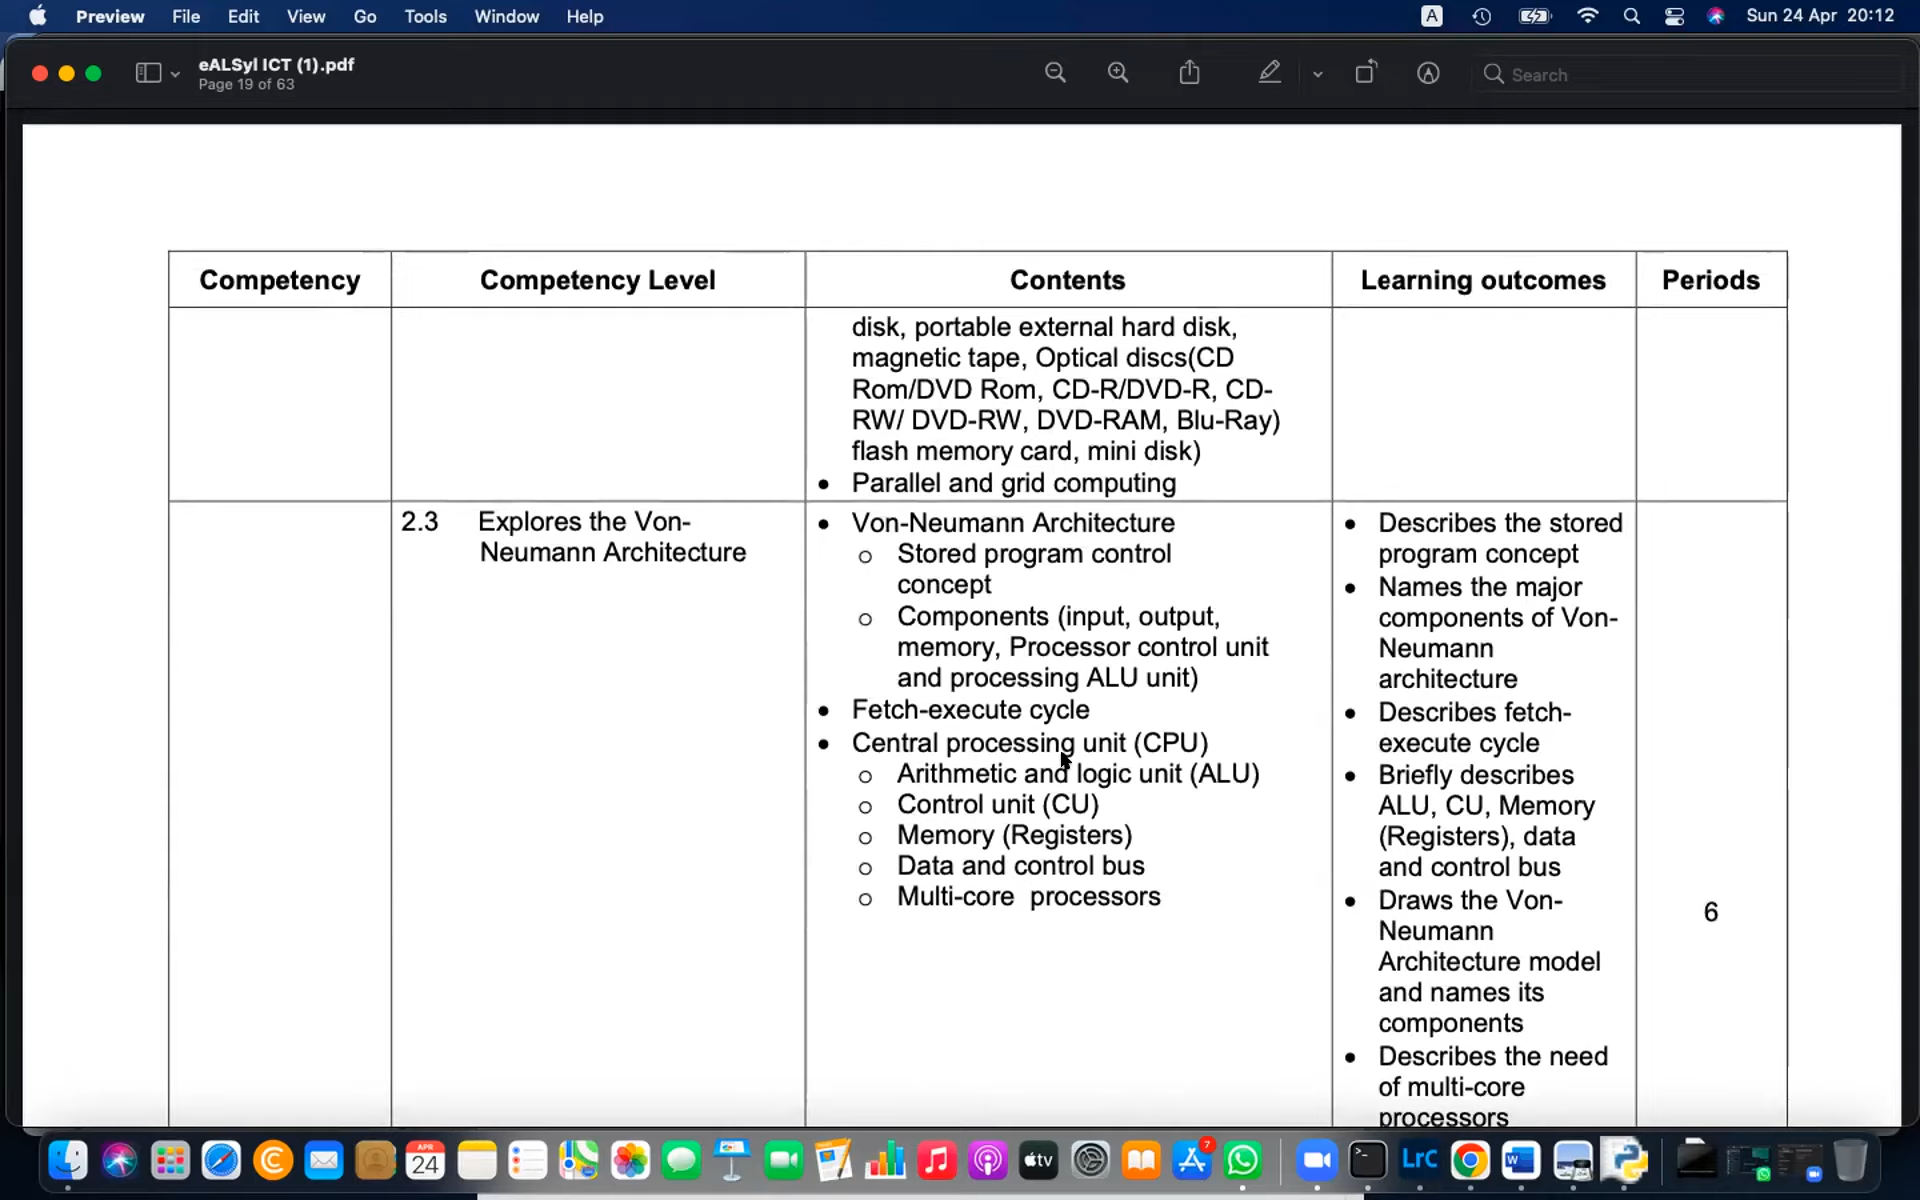 Preview File Edit View Go Tools Window Help A Sun 24 Apr 20:12
eALSyl ICT (1).pdf
Page 19 of 63
Search
Competency Competency Level Contents Learning outcomes Periods
disk, portable external hard disk,
magnetic tape, Optical discs(CD
Rom/DVD Rom, CD-R/DVD-R, CD-
RW/ DVD-RW, DVD-RAM, Blu-Ray)
flash memory card, mini disk)
• Parallel and grid computing
2.3 Explores the Von-
Neumann Architecture
• Von-Neumann Architecture
o Stored program control
concept
o Components (input, output,
memory, Processor control unit
and processing ALU unit)
• Fetch-execute cycle
• Central processing unit (CPU)
o Arithmetic and logic unit (ALU)
o Control unit (CU)
o Memory (Registers)
o Data and control bus
o Multi-core processors
• Describes the stored
program concept
• Names the major
components of Von-
Neumann
architecture
• Describes fetch-
execute cycle
• Briefly describes
ALU, CU, Memory
(Registers), data
and control bus
• Draws the Von-
Neumann
Architecture model
and names its
components
• Describes the need
of multi-core
processors
6
APR
24
tv
7
LrC
W